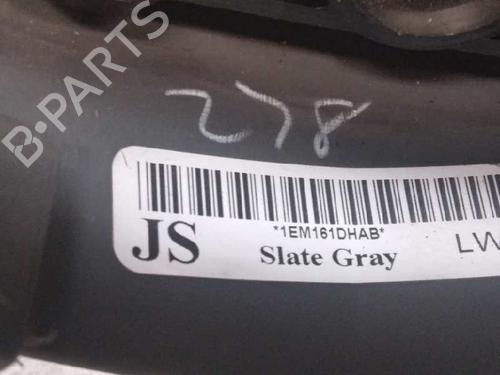 B-PARTS
278
*1EM161DHAB*
JS
Slate Gray
LW